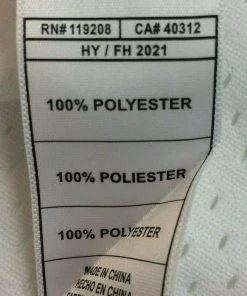 RN# 119208 CA# 40312
HY / FH 2021
100% POLYESTER
100% POLIESTER
100% POLYESTER
MADE IN CHINA
HECHO EN CHINA